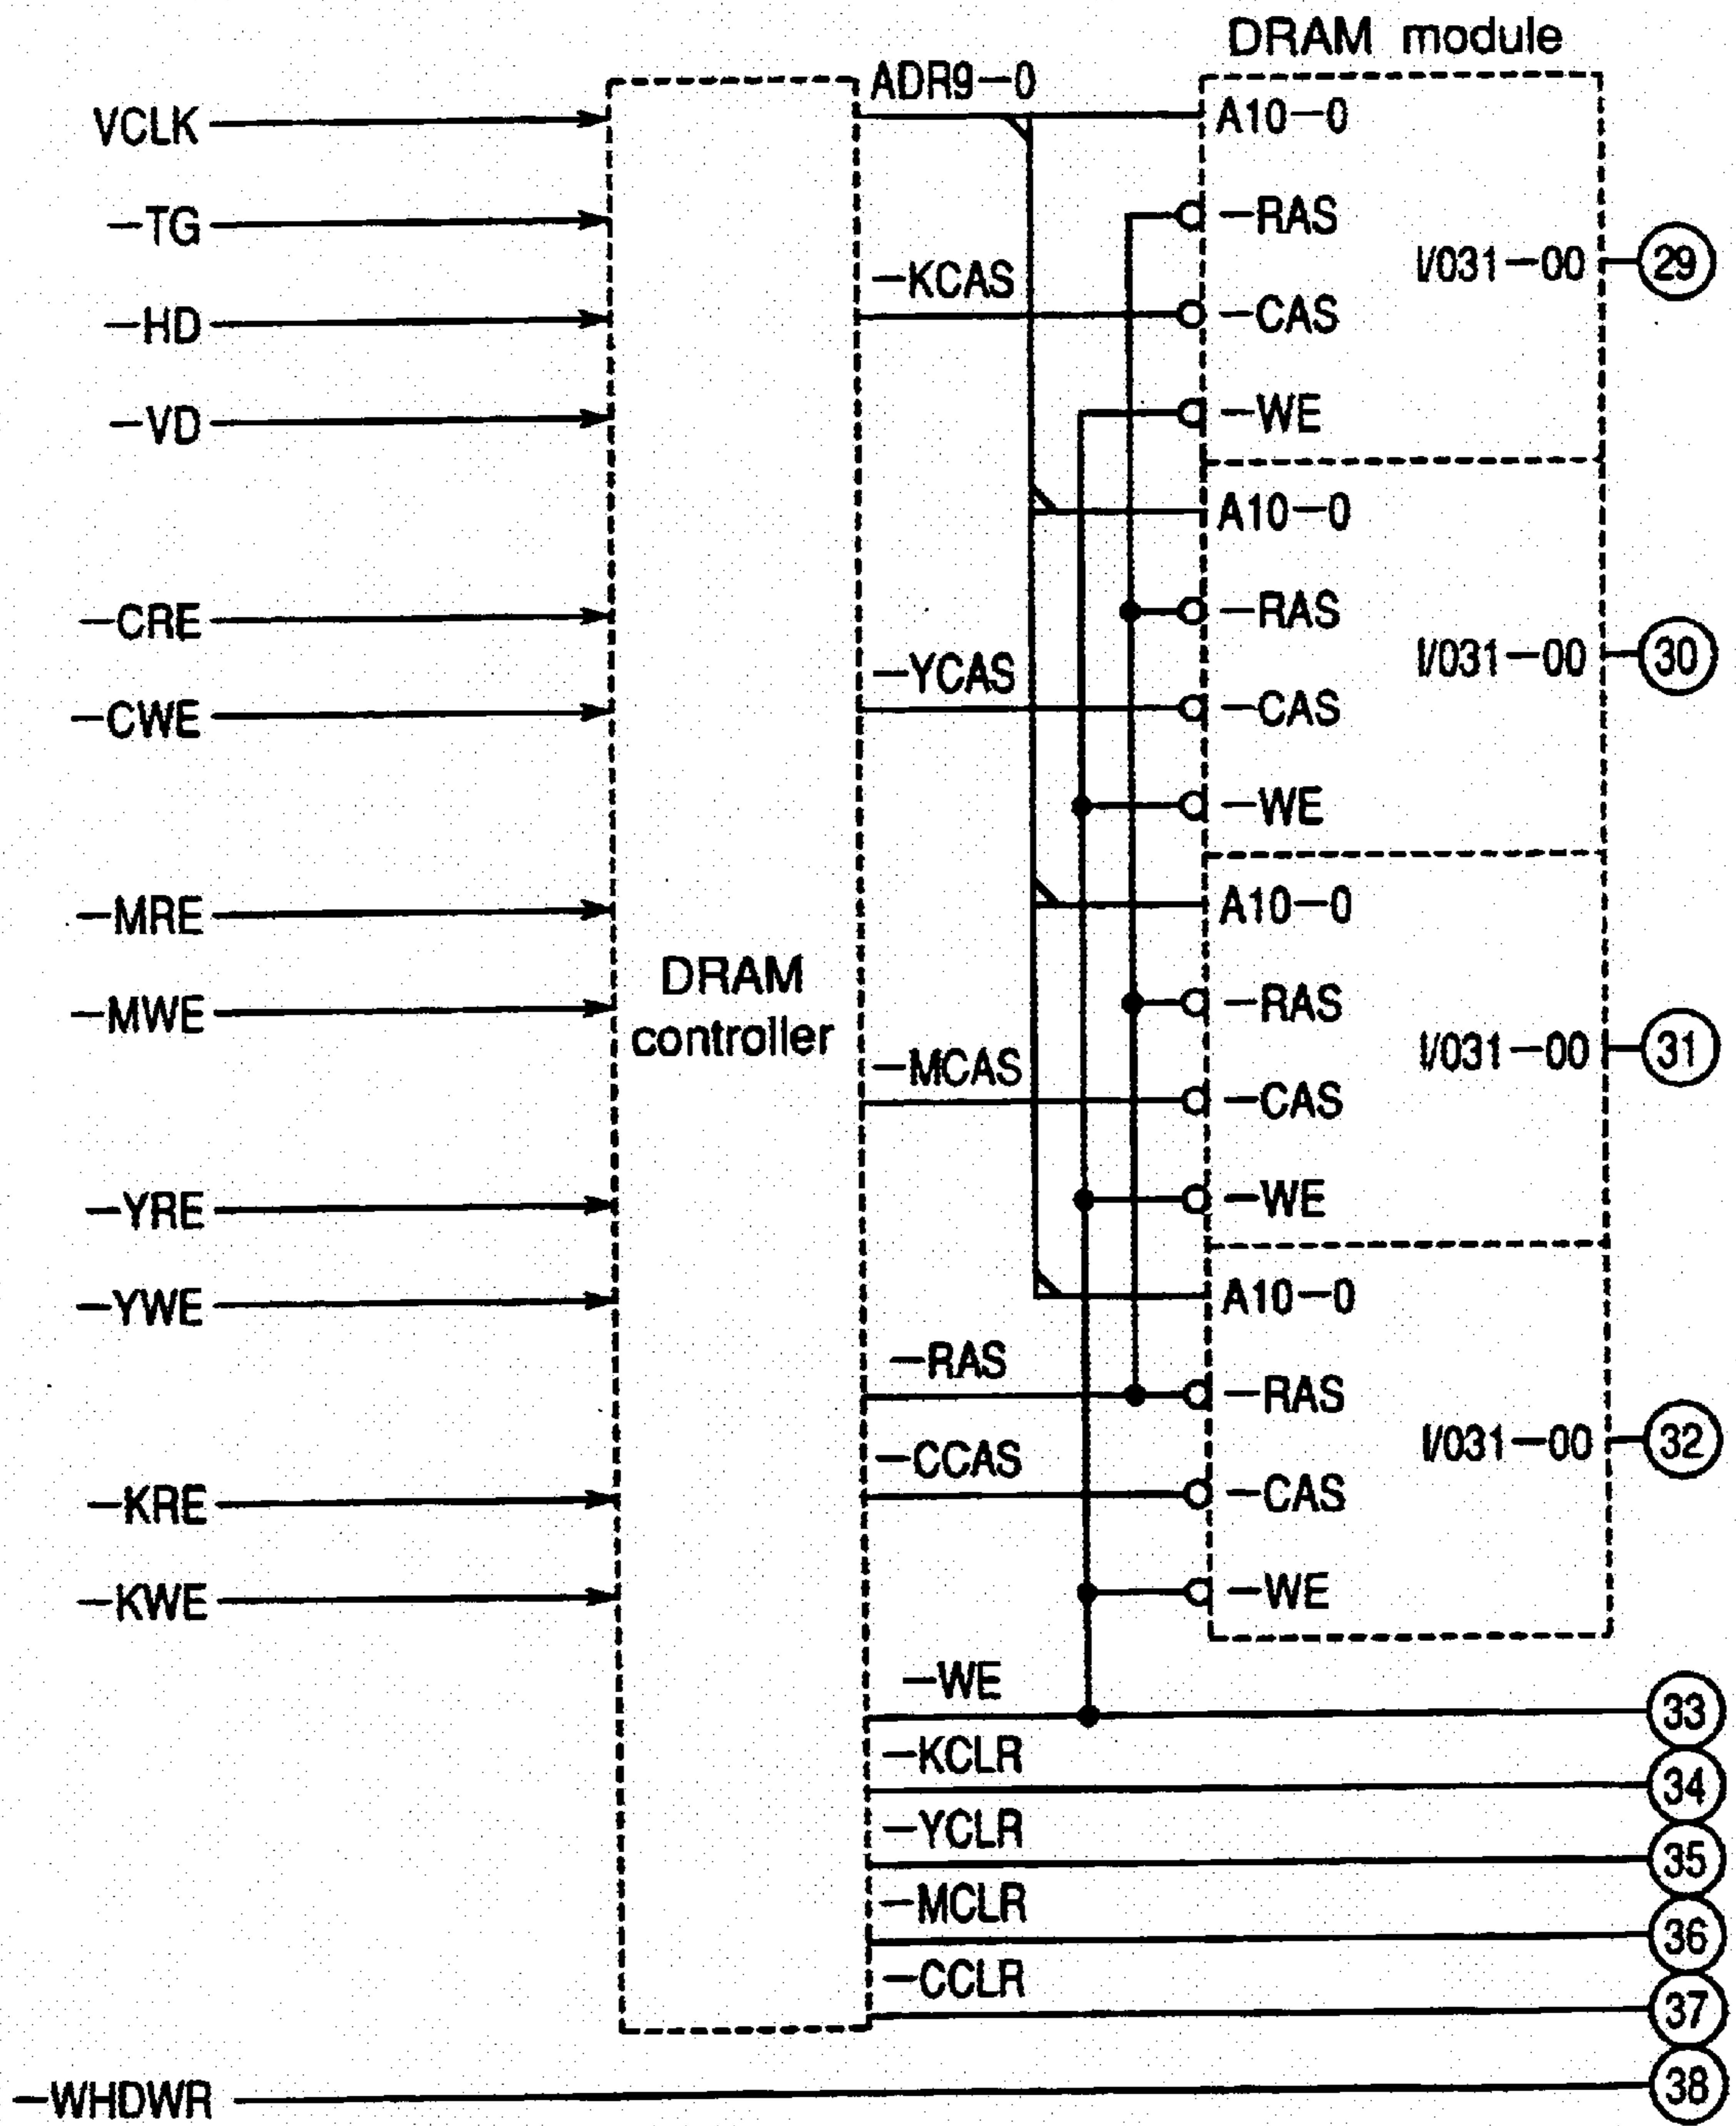 DRAM module
ADR9-0
VCLK
A10-0
-TG
-RAS
I/031-00
29
-KCAS
-HD
-CAS
-VD
-WE
A10-0
-CRE
-RAS
I/031-00
30
-YCAS
-CWE
-CAS
-WE
A10-0
-MRE
DRAM
controller
-RAS
-MWE
I/031-00
31
-MCAS
-CAS
-YRE
-WE
A10-0
-YWE
-RAS
-RAS
I/031-00
32
-CCAS
-KRE
-CAS
-KWE
-WE
-WE
33
-KCLR
34
-YCLR
35
-MCLR
36
-CCLR
37
-WHDWR
38